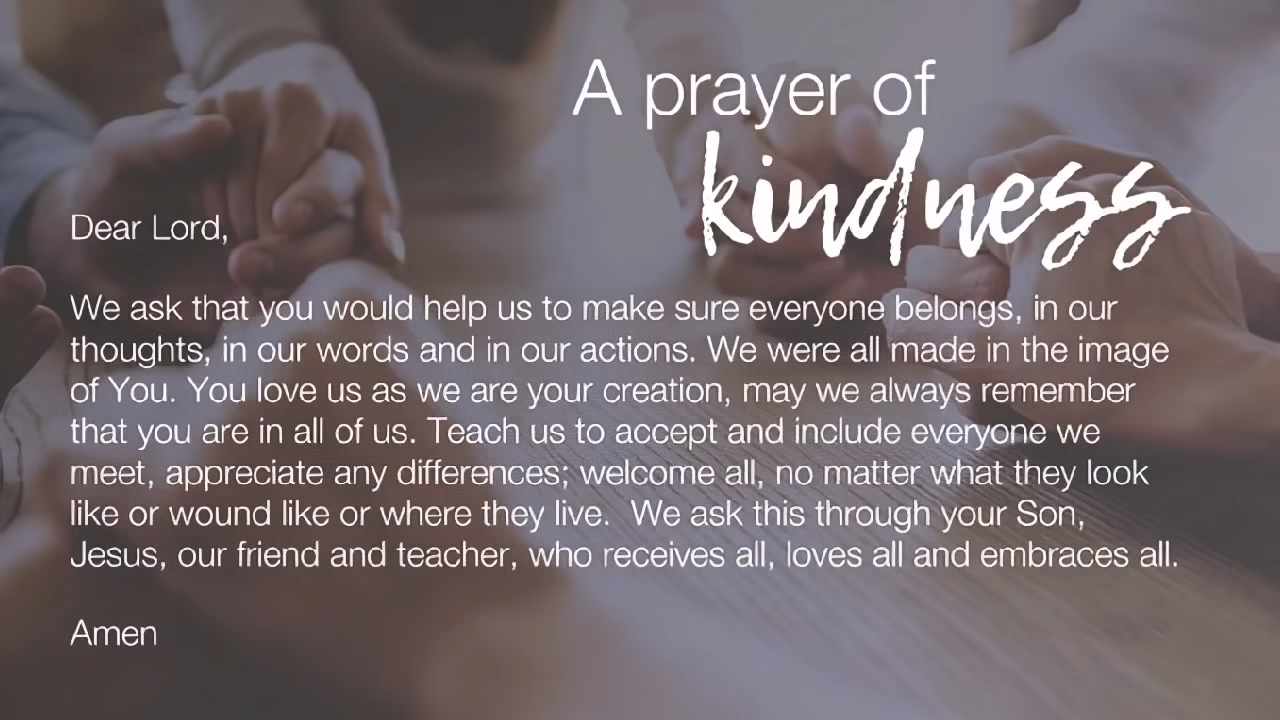 A prayer of
kindness
Dear Lord,
We ask that you would help us to make sure everyone belongs, in our
thoughts, in our words and in our actions. We were all made in the image
of You. You love us as we are your creation, may we always remember
that you are in all of us. Teach us to accept and include everyone we
meet, appreciate any differences; welcome all, no matter what they look
like or wound like or where they live.  We ask this through your Son,
Jesus, our friend and teacher, who receives all, loves all and embraces all.
Amen